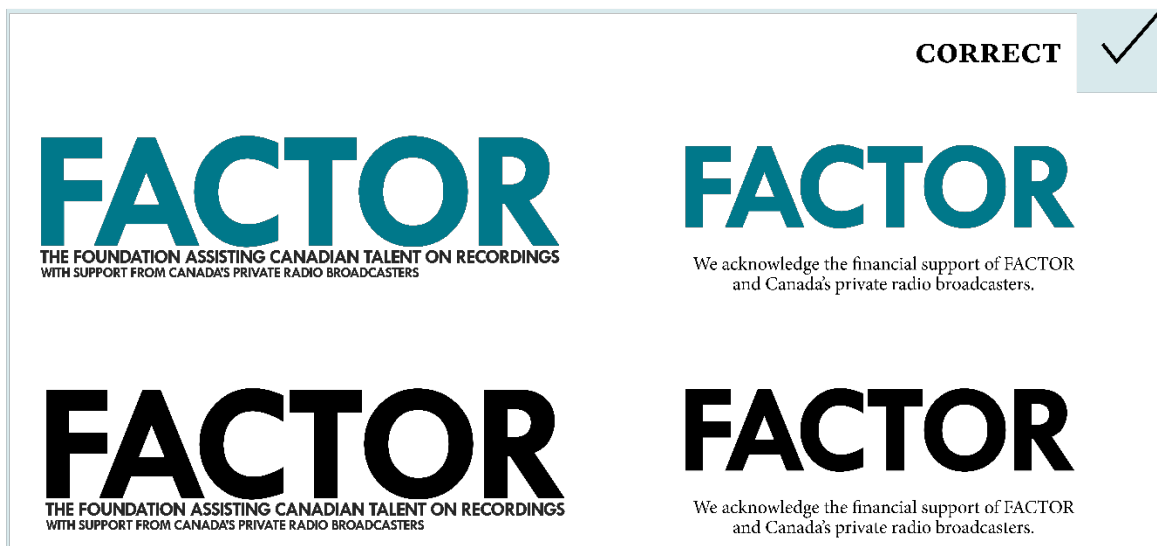 CORRECT
FACTOR
THE FOUNDATION ASSISTING CANADIAN TALENT ON RECORDINGS
WITH SUPPORT FROM CANADA'S PRIVATE RADIO BROADCASTERS
FACTOR
We acknowledge the financial support of FACTOR
and Canada's private radio broadcasters.
FACTOR
THE FOUNDATION ASSISTING CANADIAN TALENT ON RECORDINGS
WITH SUPPORT FROM CANADA'S PRIVATE RADIO BROADCASTERS
FACTOR
We acknowledge the financial support of FACTOR
and Canada's private radio broadcasters.